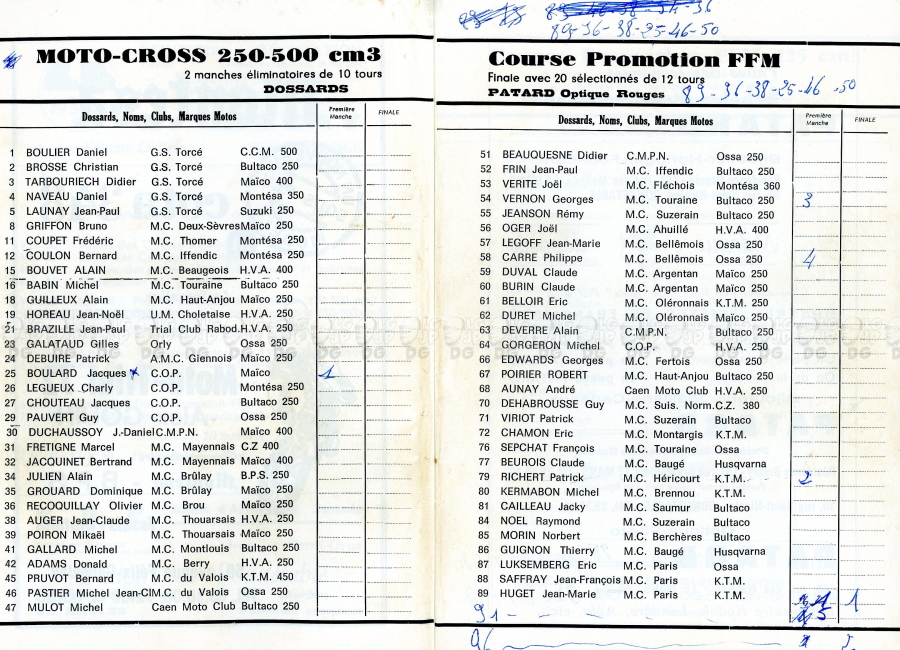 89-36-38-25-46-50
MOTO-CROSS 250-500 cm3
2 manches éliminatoires de 10 tours
DOSSARDS
Dossards, Noms, Clubs, Marques Motos
Première Manche
FINALE
1 BOULIER Daniel G.S. Torcé C.C.M. 500
2 BROSSE Christian G.S. Torcé Bultaco 250
3 TARBOURIECH Didier G.S. Torcé Maïco 400
4 NAVEAU Daniel G.S. Torcé Montésa 350
5 LAUNAY Jean-Paul G.S. Torcé Suzuki 250
8 GRIFFON Bruno M.C. Deux-Sèvres Maïco 250
11 COUPET Frédéric M.C. Thomer Montésa 250
12 COULON Bernard M.C. Iffendic Maïco 250
15 BOUVET ALAIN M.C. Beaugeois H.V.A. 400
16 BABIN Michel M.C. Touraine Bultaco 250
18 GUILLEUX Alain M.C. Haut-Anjou Maïco 250
19 HOREAU Jean-Noël U.M. Choletaise H.V.A. 250
21 BRAZILLE Jean-Paul Trial Club Rabod. H.V.A. 250
23 GALATAUD Gilles Orly Ossa 250
24 DEBUIRE Patrick A.M.C. Giennois Maïco 250
25 BOULARD Jacques x C.O.P. Maïco 1
26 LEGUEUX Charly C.O.P. Montésa 250
27 CHOUTEAU Jacques C.O.P. Bultaco 250
29 PAUVERT Guy C.O.P. Ossa 250
30 DUCHAUSSOY J.-Daniel C.M.P.N. Maïco 400
31 FRETIGNE Marcel M.C. Mayennais C.Z 400
32 JACQUINET Bertrand M.C. Mayennais Maïco 400
34 JULIEN Alain M.C. Brûlay B.P.S. 250
35 GROUARD Dominique M.C. Brûlay Maïco 250
36 RECOQUILLAY Olivier M.C. Brou Maïco 250
38 AUGER Jean-Claude M.C. Thouarsais H.V.A. 250
39 POIRON Mikaël M.C. Thouarsais Maïco 250
41 GALLARD Michel M.C. Montlouis Bultaco 250
42 ADAMS Donald M.C. Berry H.V.A. 250
45 PRUVOT Bernard M.C. du Valois K.T.M. 450
46 PASTIER Michel Jean-Cl M.C. du Valois Ossa 250
47 MULOT Michel Caen Moto Club Bultaco 250
Course Promotion FFM
Finale avec 20 sélectionnés de 12 tours
PATARD Optique Rouges 89-36-38-25-46-50
Dossards, Noms, Clubs, Marques Motos
Première Manche
FINALE
51 BEAUQUESNE Didier C.M.P.N. Ossa 250
52 FRIN Jean-Paul M.C. Iffendic Bultaco 250
53 VERITE Joël M.C. Fléchois Montésa 360
54 VERNON Georges M.C. Touraine Bultaco 250 3
55 JEANSON Rémy M.C. Suzerain Bultaco 250
56 OGER Joël M.C. Ahuillé H.V.A. 400
57 LEGOFF Jean-Marie M.C. Bellêmois Ossa 250
58 CARRE Philippe M.C. Bellêmois Ossa 250 4
59 DUVAL Claude M.C. Argentan Maïco 250
60 BURIN Claude M.C. Argentan Maïco 250
61 BELLOIR Eric M.C. Oléronnais K.T.M. 250
62 DURET Michel M.C. Oléronnais Maïco 250
63 DEVERRE Alain C.M.P.N. Bultaco 250
64 GORGERON Michel C.O.P. H.V.A. 250
66 EDWARDS Georges M.C. Fertois Ossa 250
67 POIRIER ROBERT M.C. Haut-Anjou Bultaco 250
68 AUNAY André Caen Moto Club H.V.A. 250
70 DEHABROUSSE Guy M.C. Suis. Norm. C.Z. 380
71 VIRIOT Patrick M.C. Suzerain Bultaco
72 CHAMON Eric M.C. Montargis K.T.M.
76 SEPCHAT François M.C. Touraine Ossa
77 BEUROIS Claude M.C. Baugé Husqvarna
79 RICHERT Patrick M.C. Héricourt K.T.M. 2
80 KERMABON Michel M.C. Brennou K.T.M.
81 CAILLEAU Jacky M.C. Saumur Bultaco
84 NOEL Raymond M.C. Suzerain Bultaco
85 MORIN Norbert M.C. Berchères Bultaco
86 GUIGNON Thierry M.C. Baugé Husqvarna
87 LUKSEMBERG Eric M.C. Paris Ossa
88 SAFFRAY Jean-François M.C. Paris K.T.M.
89 HUGET Jean-Marie M.C. Paris K.T.M. 1
91 - 5